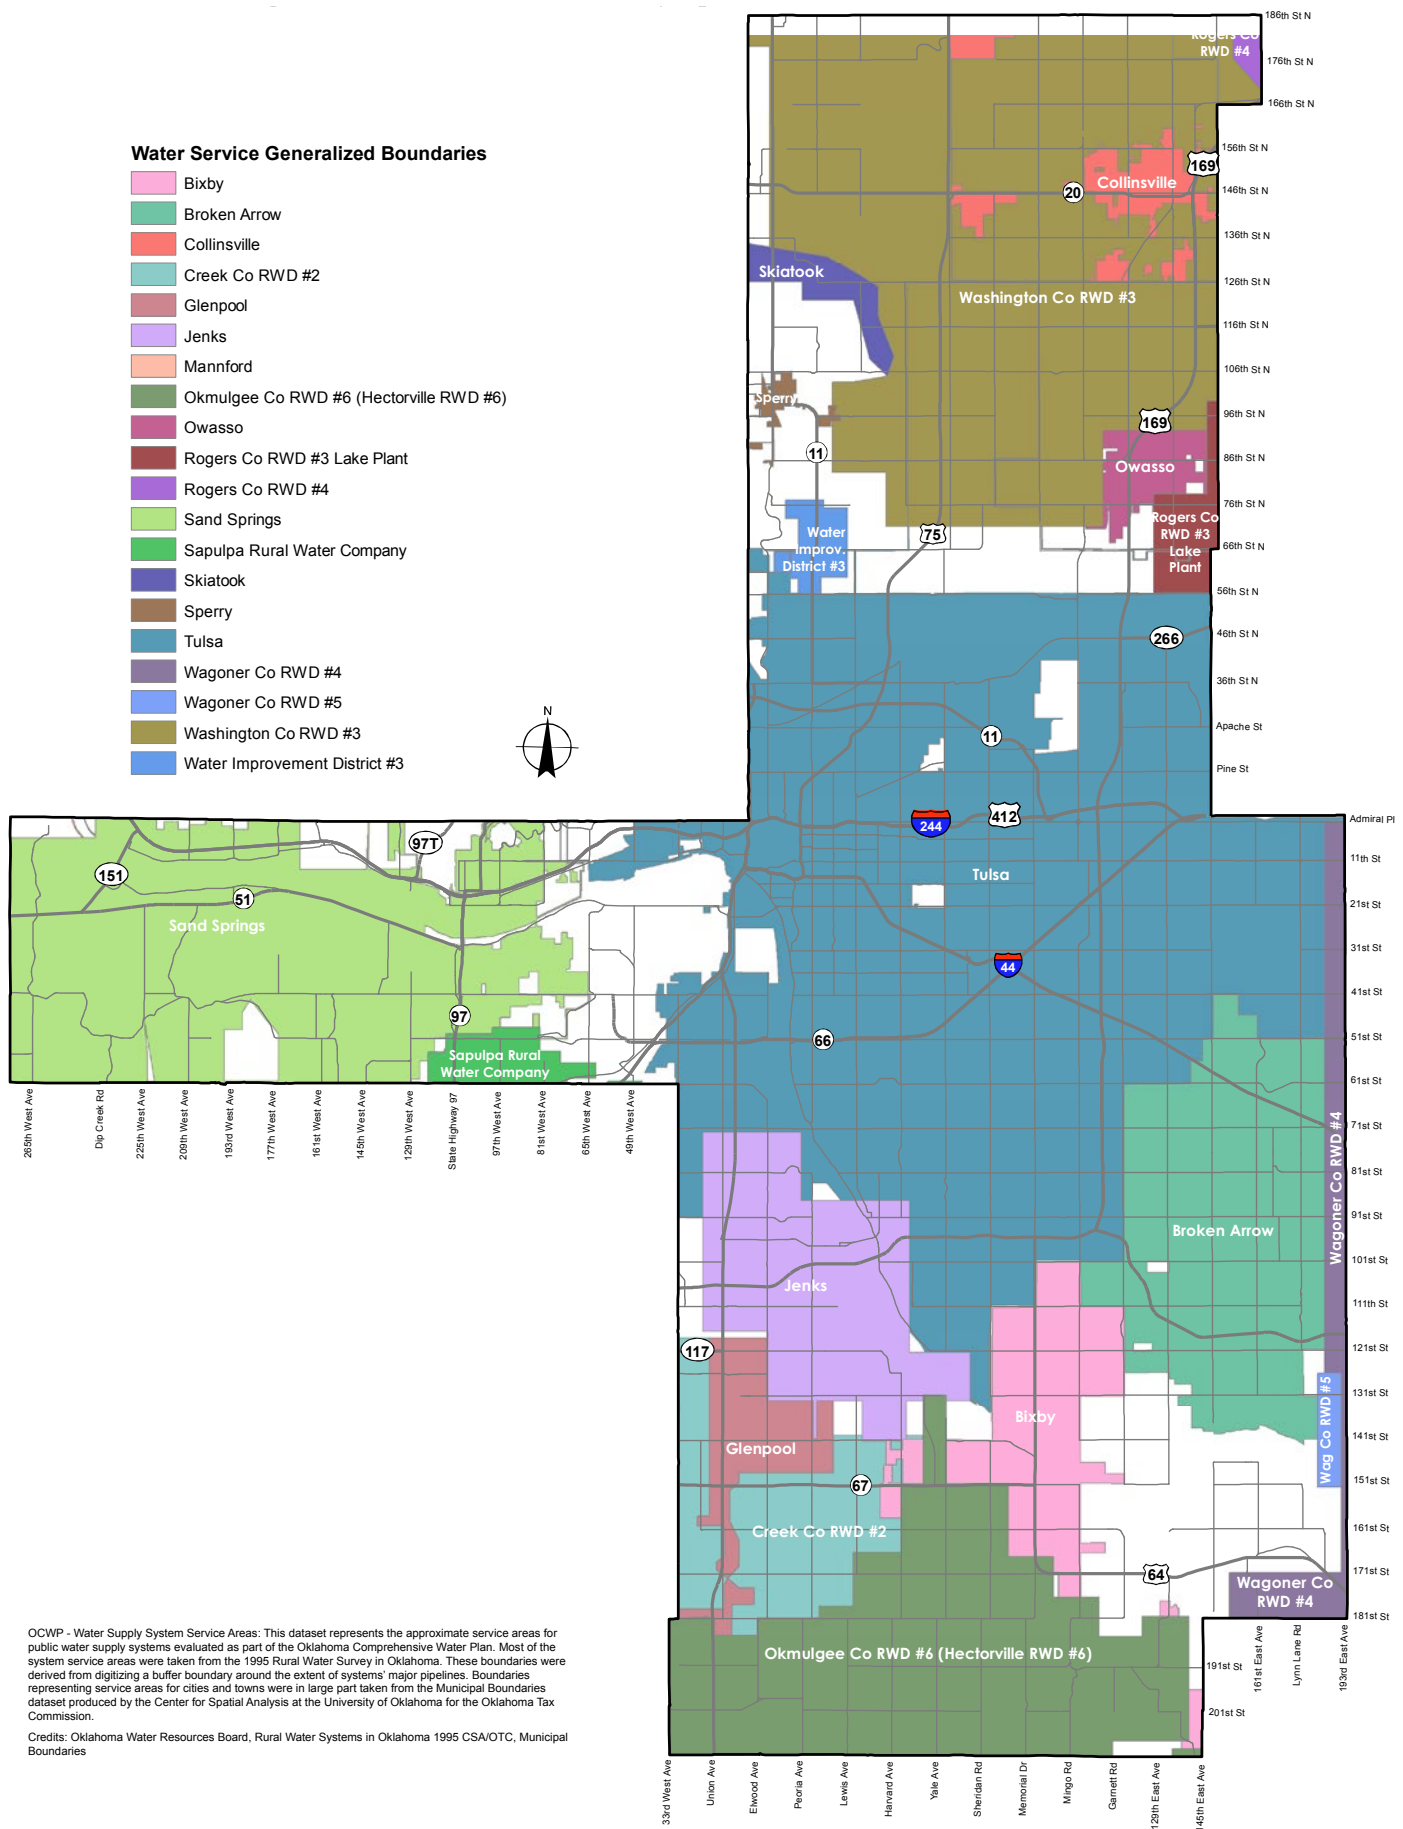 Water Service Generalized Boundaries
Bixby
Broken Arrow
Collinsville
Creek Co RWD #2
Glenpool
Jenks
Mannford
Okmulgee Co RWD #6 (Hectorville RWD #6)
Owasso
Rogers Co RWD #3 Lake Plant
Rogers Co RWD #4
Sand Springs
Sapulpa Rural Water Company
Skiatook
Sperry
Tulsa
Wagoner Co RWD #4
Wagoner Co RWD #5
Washington Co RWD #3
Water Improvement District #3
N
Rogers Co
RWD #4
Collinsville
169
20
Skiatook
Washington Co RWD #3
Sperry
11
169
Owasso
Water
Improv.
District #3
75
Rogers Co
RWD #3
Lake
Plant
266
11
244
412
Tulsa
97T
151
51
Sand Springs
44
97
66
Sapulpa Rural
Water Company
Wagoner Co RWD #4
Broken Arrow
Jenks
117
Bixby
Wag Co RWD #5
Glenpool
67
Creek Co RWD #2
64
Wagoner Co
RWD #4
Okmulgee Co RWD #6 (Hectorville RWD #6)
186th St N
176th St N
166th St N
156th St N
146th St N
136th St N
126th St N
116th St N
106th St N
96th St N
86th St N
76th St N
66th St N
56th St N
46th St N
36th St N
Apache St
Pine St
Admiral Pl
11th St
21st St
31st St
41st St
51st St
61st St
71st St
81st St
91st St
101st St
111th St
121st St
131st St
141st St
151st St
161st St
171st St
181st St
191st St
201st St
265th West Ave
Dip Creek Rd
225th West Ave
209th West Ave
193rd West Ave
177th West Ave
161st West Ave
145th West Ave
129th West Ave
State Highway 97
97th West Ave
81st West Ave
65th West Ave
49th West Ave
161st East Ave
Lynn Lane Rd
193rd East Ave
33rd West Ave
Union Ave
Elwood Ave
Peoria Ave
Lewis Ave
Harvard Ave
Yale Ave
Sheridan Rd
Memorial Dr
Mingo Rd
Garnett Rd
129th East Ave
145th East Ave
OCWP - Water Supply System Service Areas: This dataset represents the approximate service areas for
public water supply systems evaluated as part of the Oklahoma Comprehensive Water Plan. Most of the
system service areas were taken from the 1995 Rural Water Survey in Oklahoma. These boundaries were
derived from digitizing a buffer boundary around the extent of systems' major pipelines. Boundaries
representing service areas for cities and towns were in large part taken from the Municipal Boundaries
dataset produced by the Center for Spatial Analysis at the University of Oklahoma for the Oklahoma Tax
Commission.
Credits: Oklahoma Water Resources Board, Rural Water Systems in Oklahoma 1995 CSA/OTC, Municipal
Boundaries